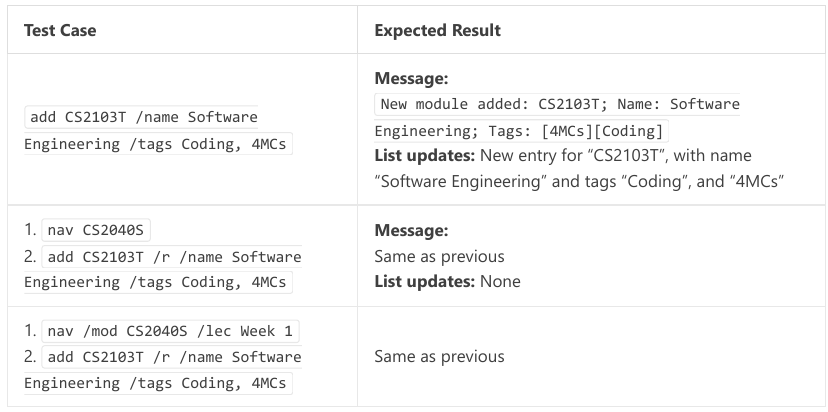 Test Case
Expected Result
add CS2103T /name Software
Engineering /tags Coding, 4MCs
Message:
New module added: CS2103T; Name: Software
Engineering; Tags: [4MCs][Coding]
List updates: New entry for “CS2103T”, with name
“Software Engineering” and tags “Coding”, and “4MCs”
1. nav CS2040S
2. add CS2103T /r /name Software
Engineering /tags Coding, 4MCs
Message:
Same as previous
List updates: None
1. nav /mod CS2040S /lec Week 1
2. add CS2103T /r /name Software
Engineering /tags Coding, 4MCs
Same as previous